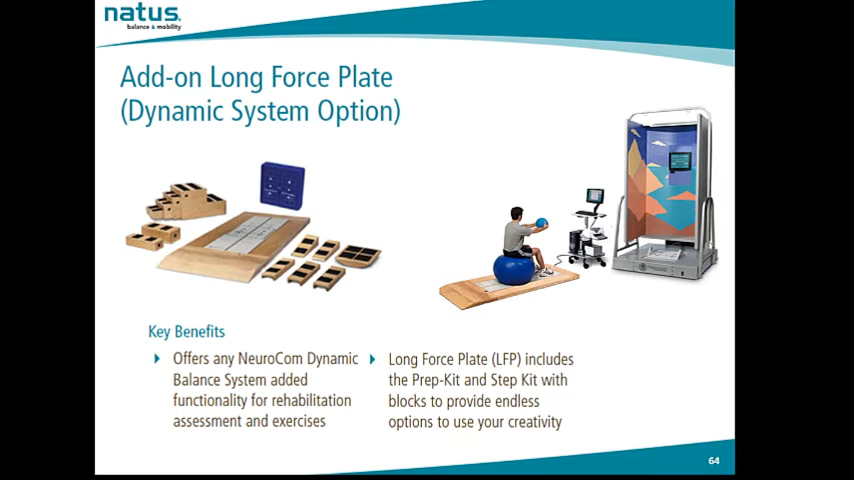 natus.
balance & mobility
Add-on Long Force Plate
(Dynamic System Option)
Key Benefits
Offers any NeuroCom Dynamic
Balance System added
functionality for rehabilitation
assessment and exercises
Long Force Plate (LFP) includes
the Prep-Kit and Step Kit with
blocks to provide endless
options to use your creativity
64